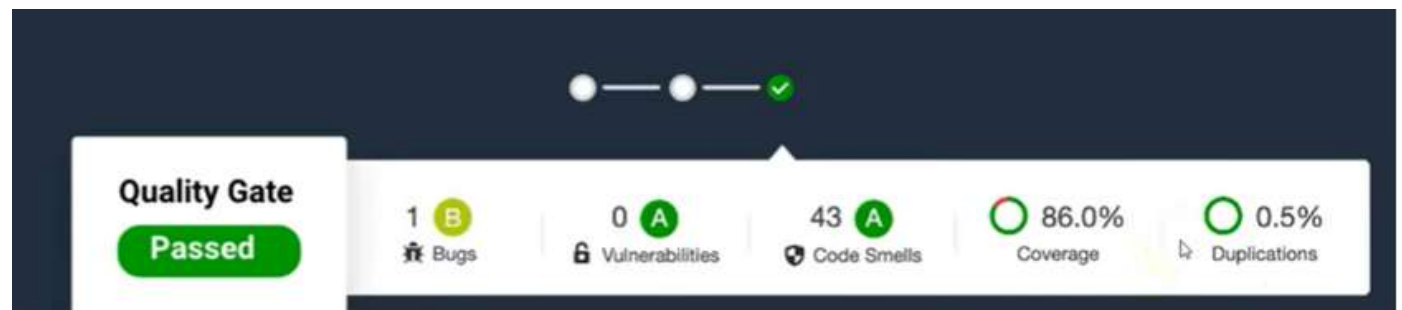 Quality Gate
Passed
1 B
Bugs
0 A
Vulnerabilities
43 A
Code Smells
86.0%
Coverage
0.5%
Duplications